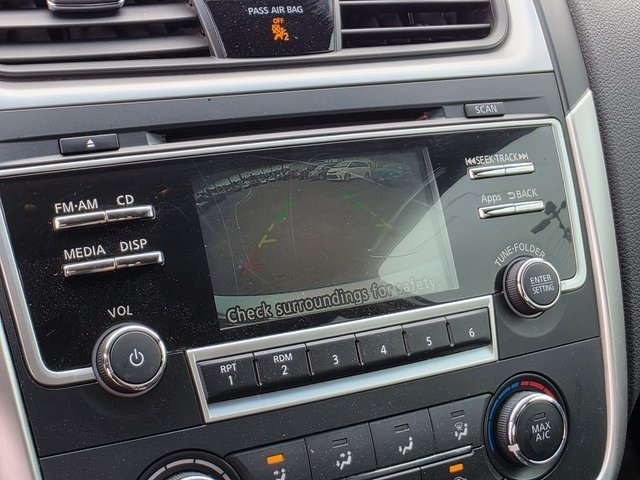 PASS AIR BAG
OFF
2
SCAN
SEEK·TRACK
FM·AM CD
Apps BACK
MEDIA DISP
TUNE·FOLDER
ENTER
SETTING
Check surroundings for safety.
VOL
RPT
1
RDM
2
3
4
5
6
MAX
A/C